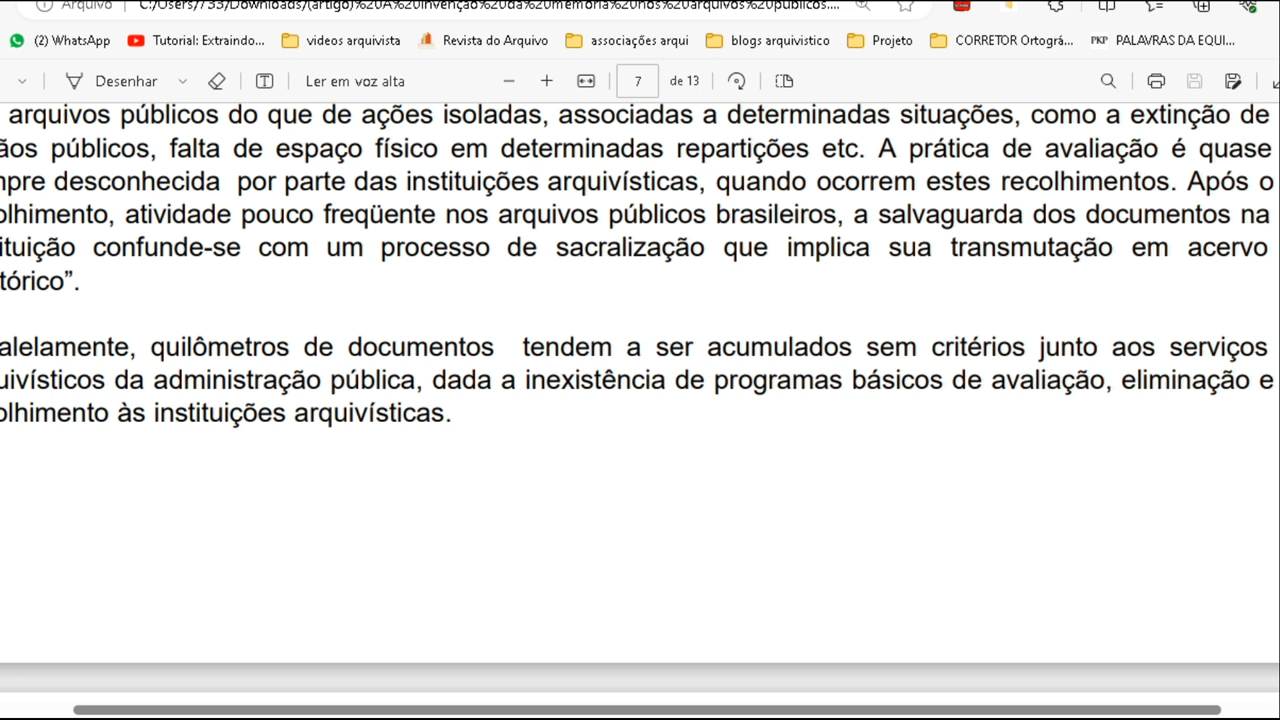 Arquivo C:/Users/733/Downloads/(artigo)%20A%20invenção%20da%20memória%20nos%20arquivos%20públicos....
(2) WhatsApp Tutorial: Extraindo... videos arquivista Revista do Arquivo associações arqui blogs arquivistico Projeto CORRETOR Ortográ... PKP PALAVRAS DA EQUI...
Desenhar Ler em voz alta 7 de 13
arquivos públicos do que de ações isoladas, associadas a determinadas situações, como a extinção de
ãos públicos, falta de espaço físico em determinadas repartições etc. A prática de avaliação é quase
mpre desconhecida por parte das instituições arquivísticas, quando ocorrem estes recolhimentos. Após o
olhimento, atividade pouco freqüente nos arquivos públicos brasileiros, a salvaguarda dos documentos na
ituição confunde-se com um processo de sacralização que implica sua transmutação em acervo
tórico”.
alelamente, quilômetros de documentos tendem a ser acumulados sem critérios junto aos serviços
uivísticos da administração pública, dada a inexistência de programas básicos de avaliação, eliminação e
olhimento às instituições arquivísticas.